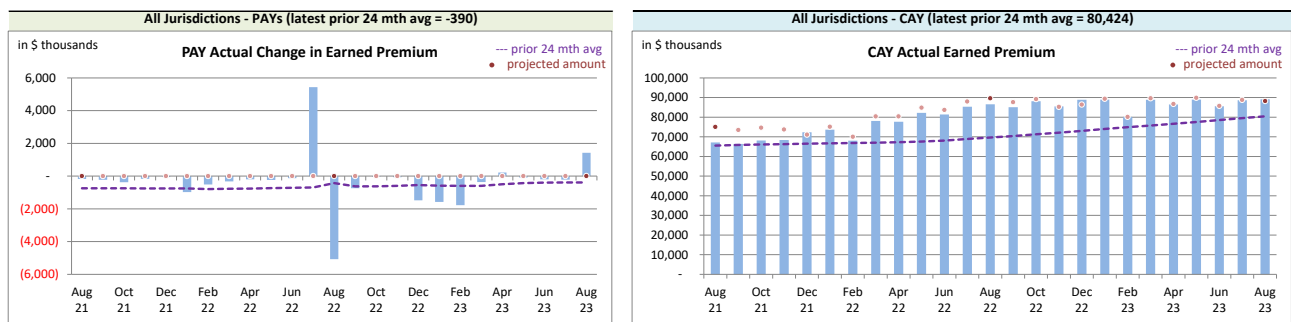 All Jurisdictions - PAYs (latest prior 24 mth avg = -390)
in $ thousands
PAY Actual Change in Earned Premium
--- prior 24 mth avg
• projected amount
6,000
4,000
2,000
-
(2,000)
(4,000)
(6,000)
Aug Oct Dec Feb Apr Jun Aug Oct Dec Feb Apr Jun Aug
21 21 21 22 22 22 22 22 22 23 23 23 23
All Jurisdictions - CAY (latest prior 24 mth avg = 80,424)
in $ thousands
CAY Actual Earned Premium
--- prior 24 mth avg
• projected amount
100,000
90,000
80,000
70,000
60,000
50,000
40,000
30,000
20,000
10,000
-
Aug Oct Dec Feb Apr Jun Aug Oct Dec Feb Apr Jun Aug
21 21 21 22 22 22 22 22 22 23 23 23 23